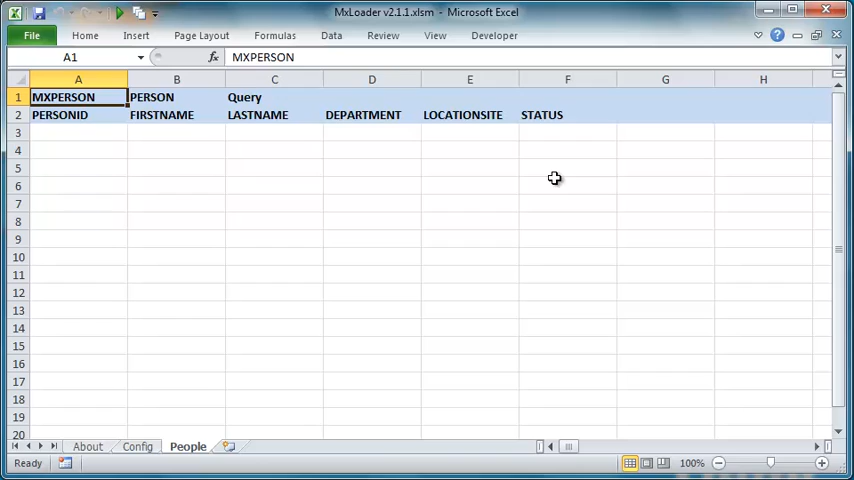 MxLoader v2.1.1.xlsm - Microsoft Excel
File Home Insert Page Layout Formulas Data Review View Developer
A1 fx MXPERSON
A B C D E F G H
1 MXPERSON PERSON Query
2 PERSONID FIRSTNAME LASTNAME DEPARTMENT LOCATIONSITE STATUS
3
4
5
6
7
8
9
10
11
12
13
14
15
16
17
18
19
20
About Config People
Ready 100%